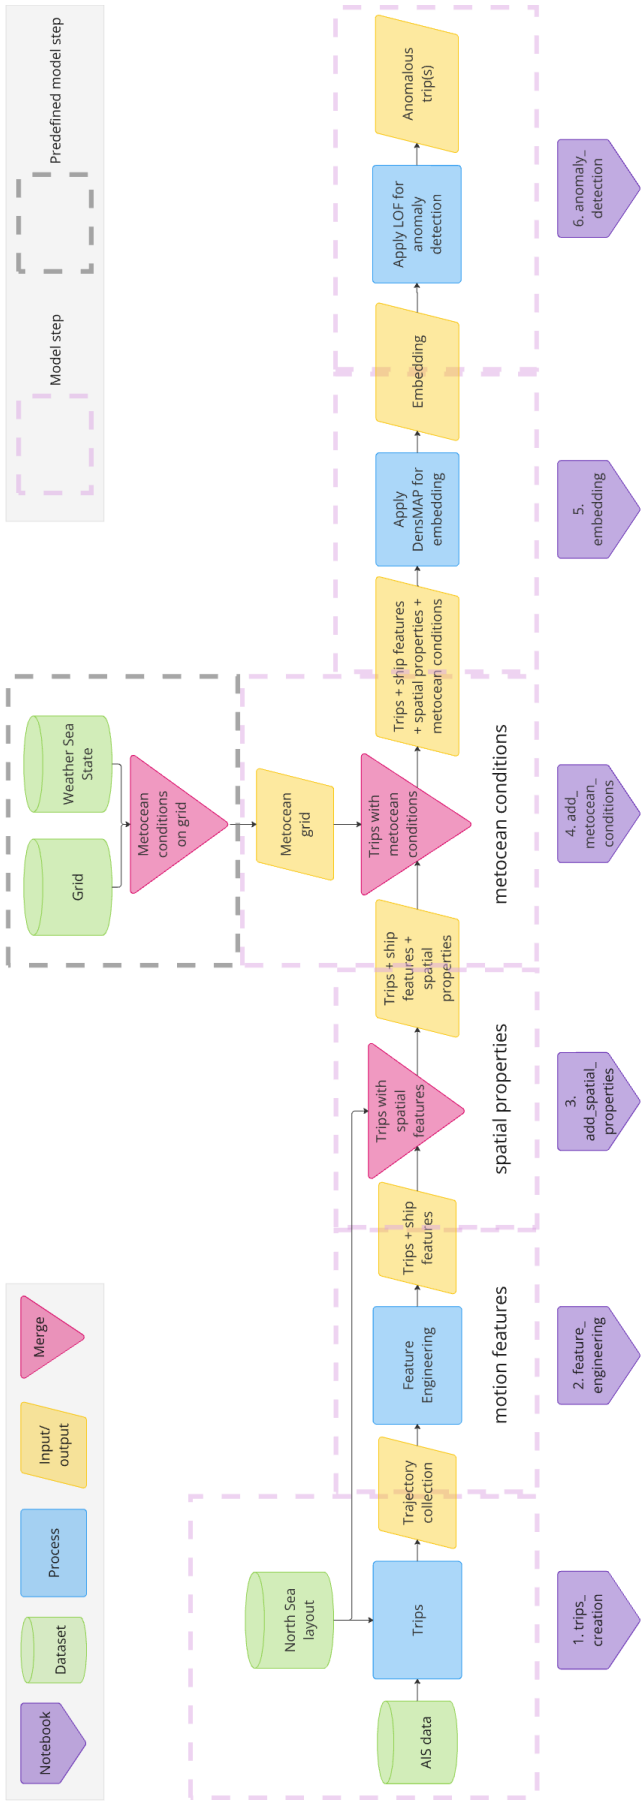 Notebook
Dataset
Process
Input/
output
Merge
Model step
Predefined model step
Grid
Weather Sea
State
Metocean
conditions
on grid
North Sea
layout
Metocean
grid
AIS data
Trips
Trajectory
collection
Feature
Engineering
Trips + ship
features
Trips with
spatial
features
Trips + ship
features +
spatial
properties
Trips with
metocean
conditions
Trips + ship features
+ spatial properties +
metocean conditions
Apply
DensMAP for
embedding
Embedding
Apply LOF for
anomaly
detection
Anomalous
trip(s)
motion features
spatial properties
metocean conditions
1. trips_
creation
2. feature_
engineering
3.
add_spatial_
properties
4. add_
metocean_
conditions
5.
embedding
6. anomaly_
detection